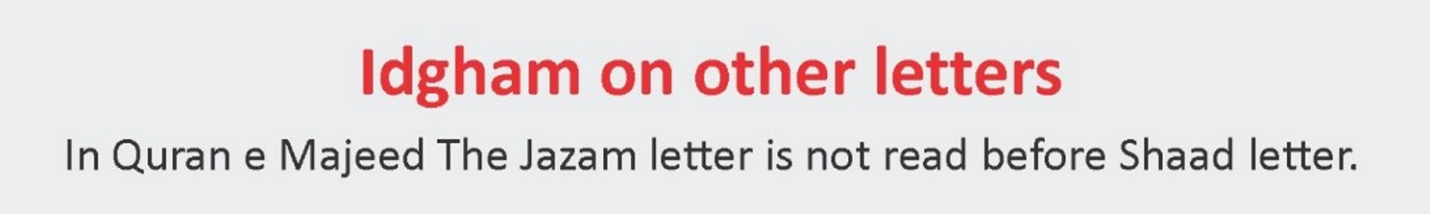 Idgham on other letters
In Quran e Majeed The Jazam letter is not read before Shaad letter.